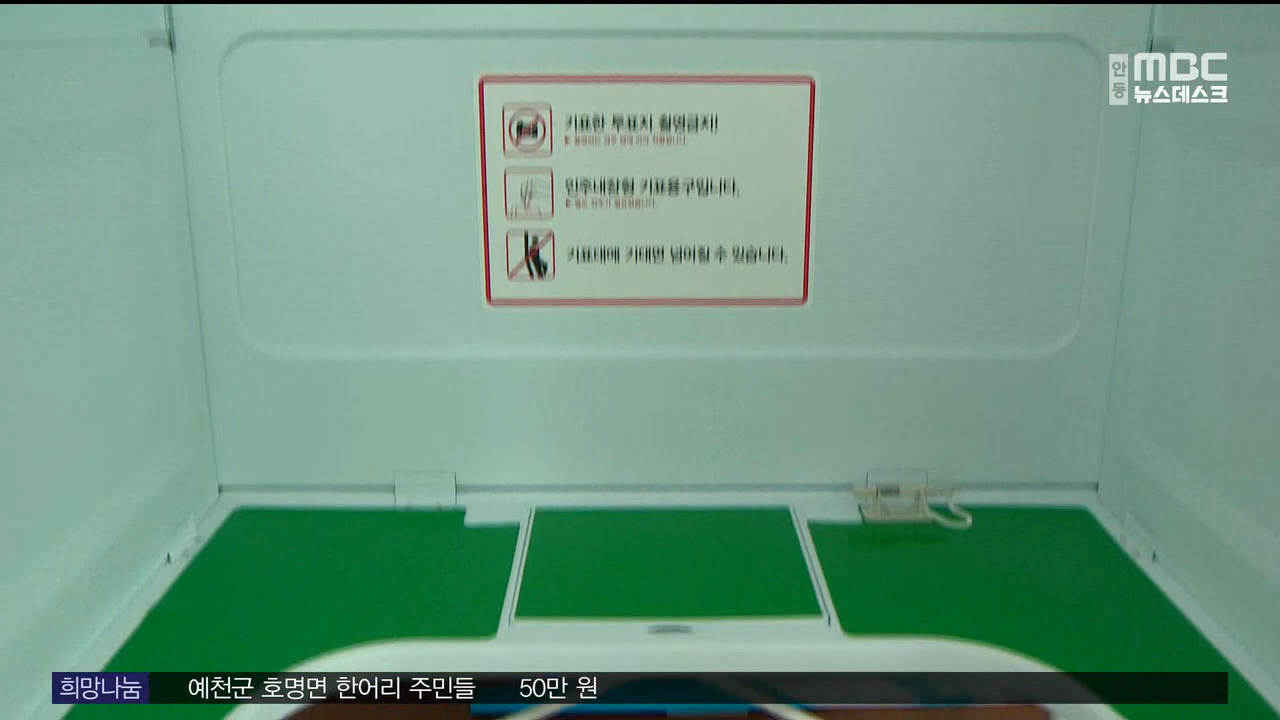 안동
MBC
뉴스데스크
기표한 투표지 촬영금지!
인주내장형 기표용구입니다.
기표대에 기대면 넘어질 수 있습니다.
희망나눔 예천군 호명면 한어리 주민들 50만 원